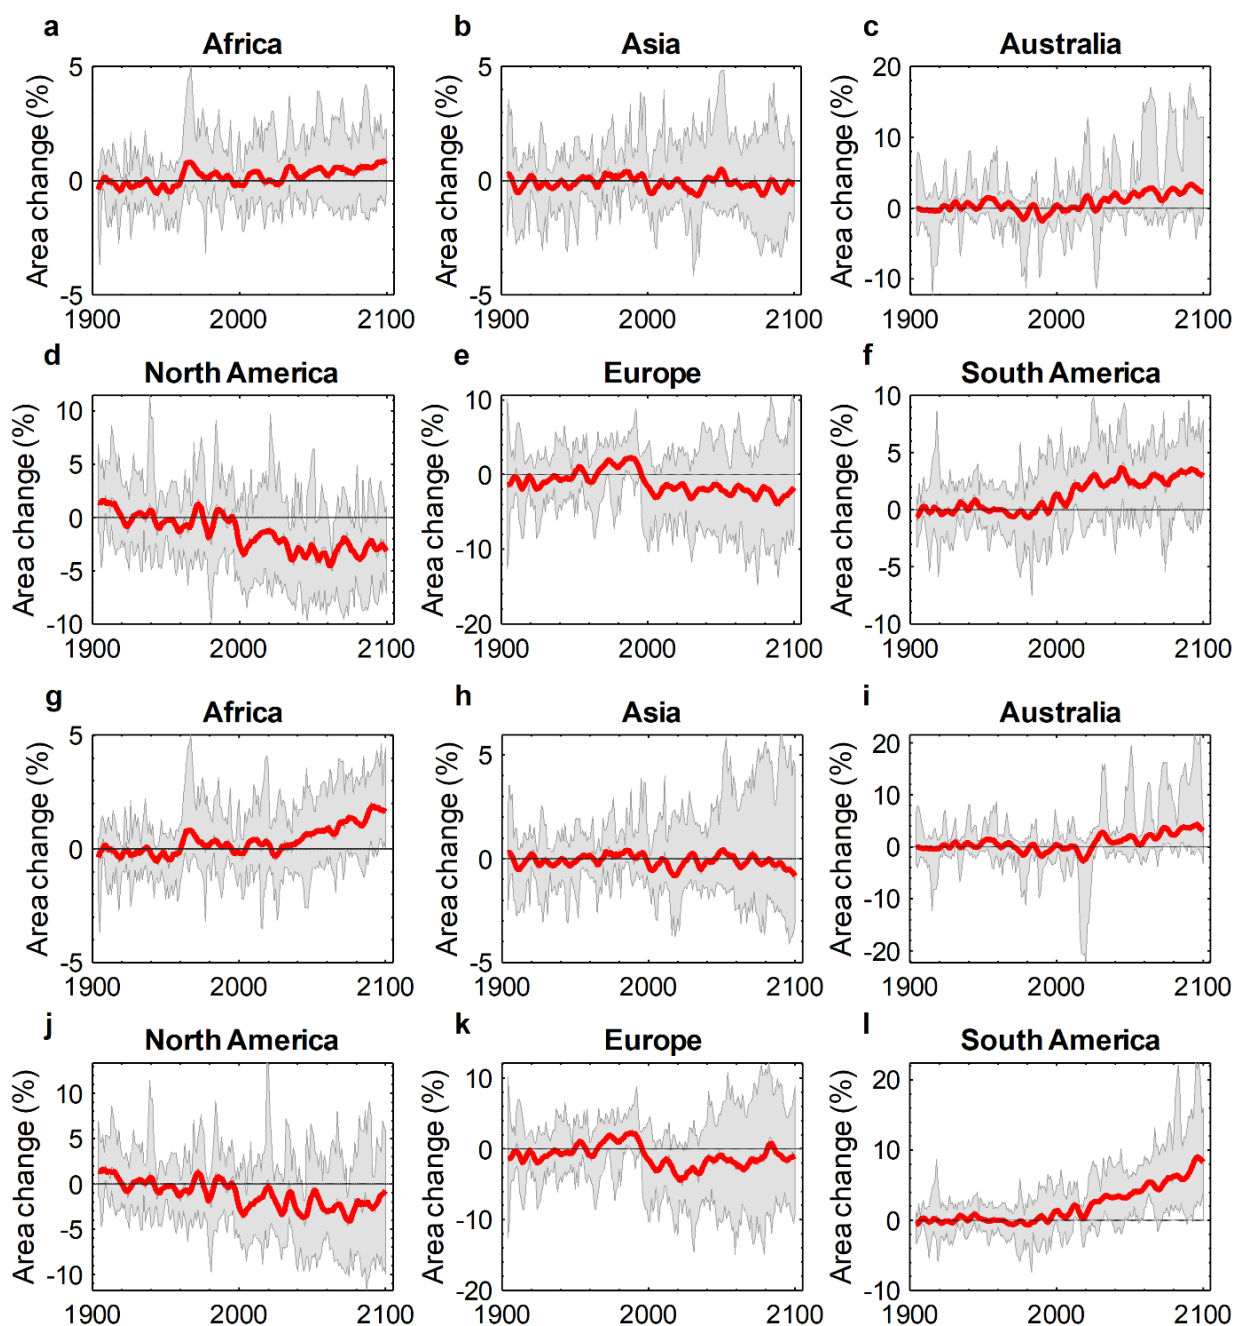 a Africa
b Asia
c Australia
Area change (%)
5
0
-5
1900 2000 2100
Area change (%)
5
0
-5
1900 2000 2100
Area change (%)
20
10
0
-10
1900 2000 2100
d North America
e Europe
f South America
Area change (%)
10
5
0
-5
-10
1900 2000 2100
Area change (%)
10
0
-10
-20
1900 2000 2100
Area change (%)
10
5
0
-5
-10
1900 2000 2100
g Africa
h Asia
i Australia
Area change (%)
5
0
-5
1900 2000 2100
Area change (%)
5
0
-5
1900 2000 2100
Area change (%)
20
10
0
-10
-20
1900 2000 2100
j North America
k Europe
l South America
Area change (%)
10
5
0
-5
-10
1900 2000 2100
Area change (%)
10
0
-10
-20
1900 2000 2100
Area change (%)
20
10
0
-10
1900 2000 2100